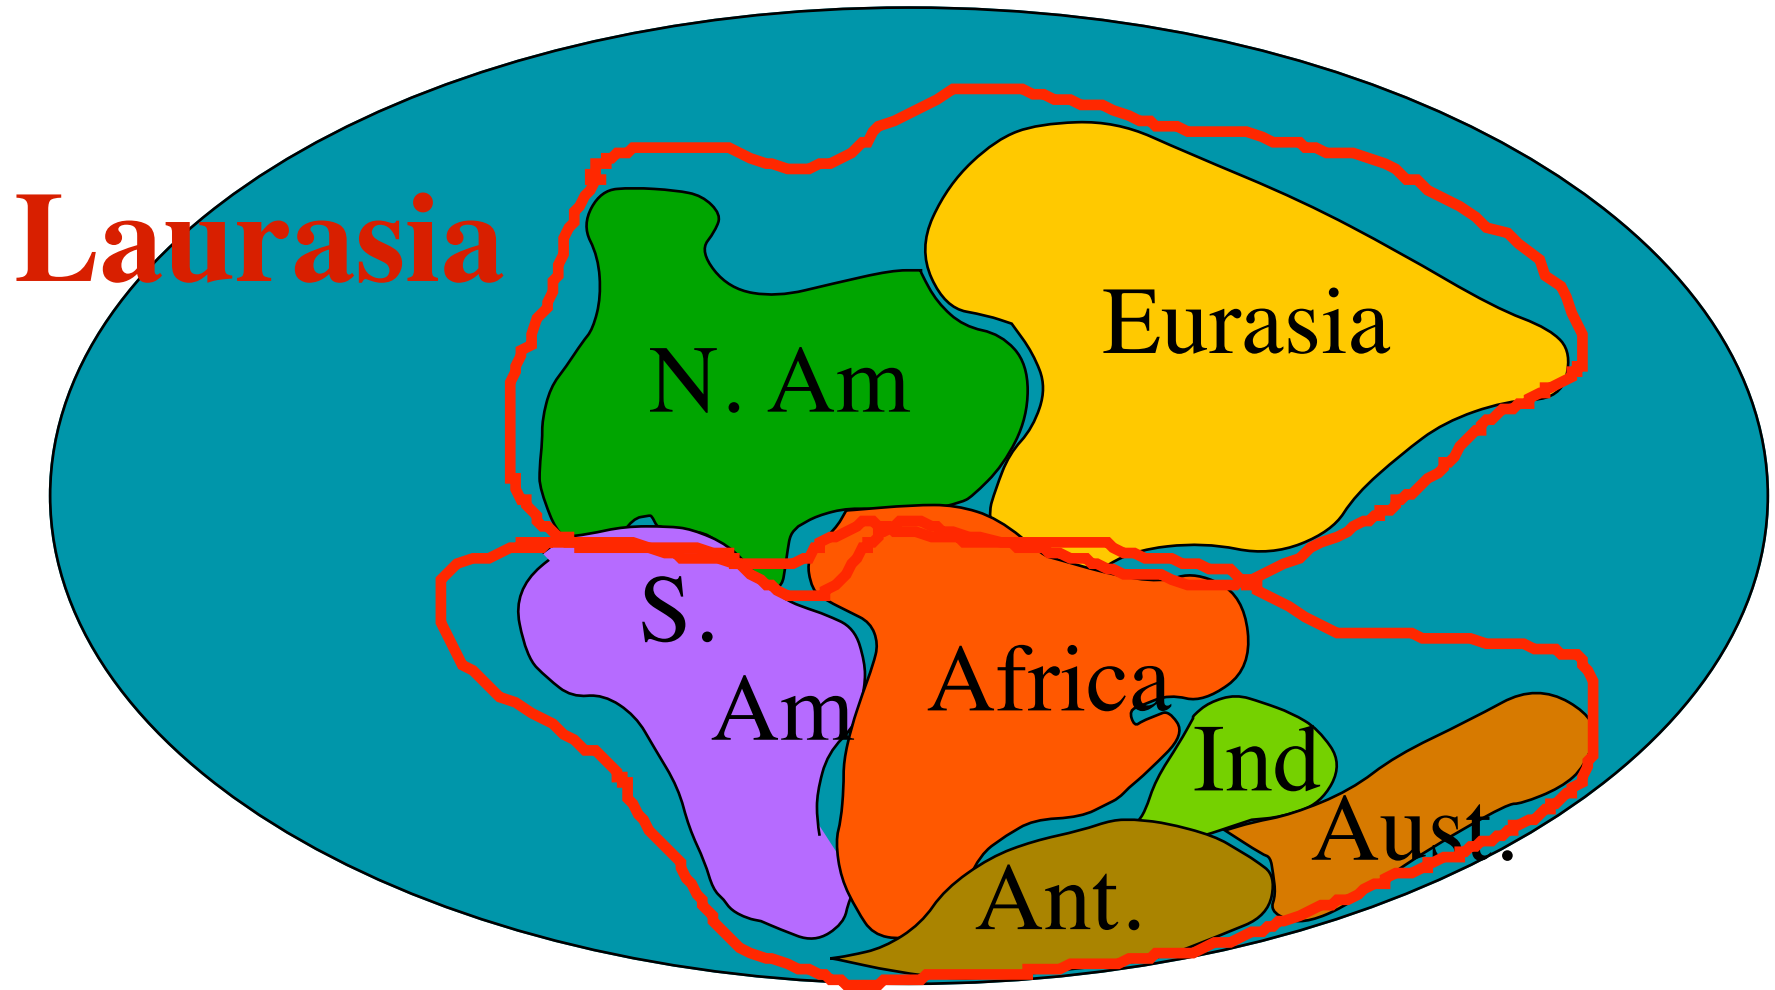 Laurasia
Eurasia
N. Am
S.
Am
Africa
Ind
Aust.
Ant.